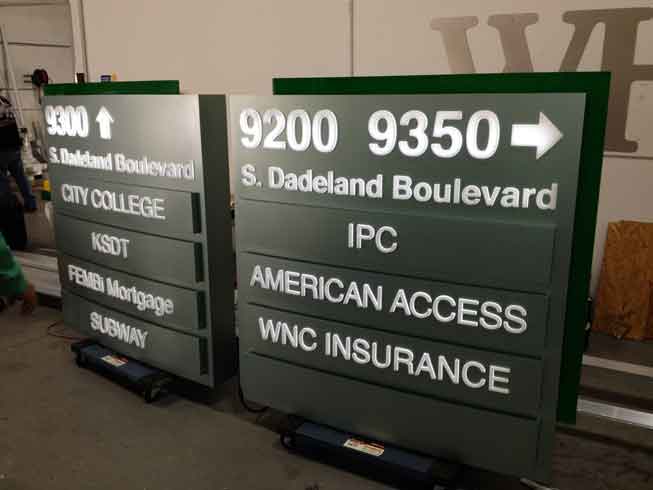 9300 ↑
S. Dadeland Boulevard
CITY COLLEGE
KSDT
FEMBi Mortgage
SUBWAY
9200 9350 →
S. Dadeland Boulevard
IPC
AMERICAN ACCESS
WNC INSURANCE